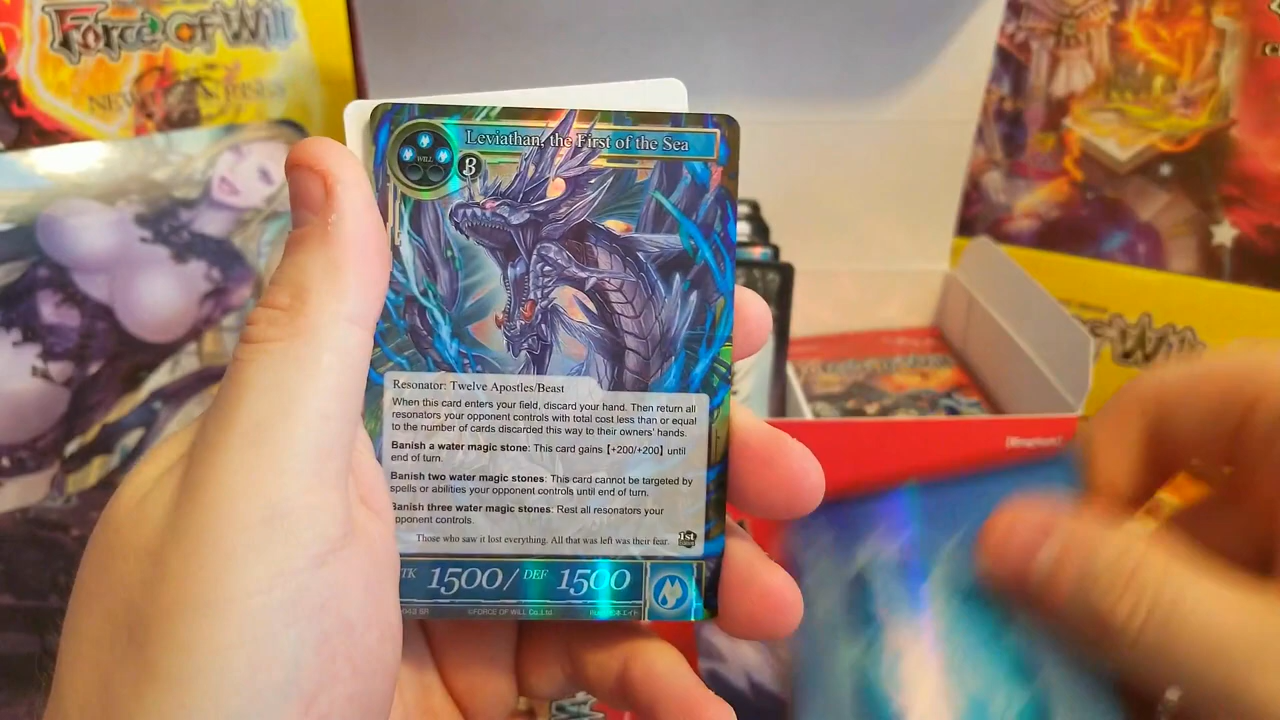 Force of Will
Leviathan, the First of the Sea
WILL
3
Resonator: Twelve Apostles/Beast
When this card enters your field, discard your hand. Then return all
resonators your opponent controls with total cost less than or equal
to the number of cards discarded this way to their owners' hands.
Banish a water magic stone: This card gains【+200/+200】until
end of turn.
Banish two water magic stones: This card cannot be targeted by
spells or abilities your opponent controls until end of turn.
Banish three water magic stones: Rest all resonators your
pponent controls.
Those who saw it lost everything. All that was left was their fear.
1st
TK 1500 / DEF 1500
SR ©FORCE OF WILL Co.,Ltd.